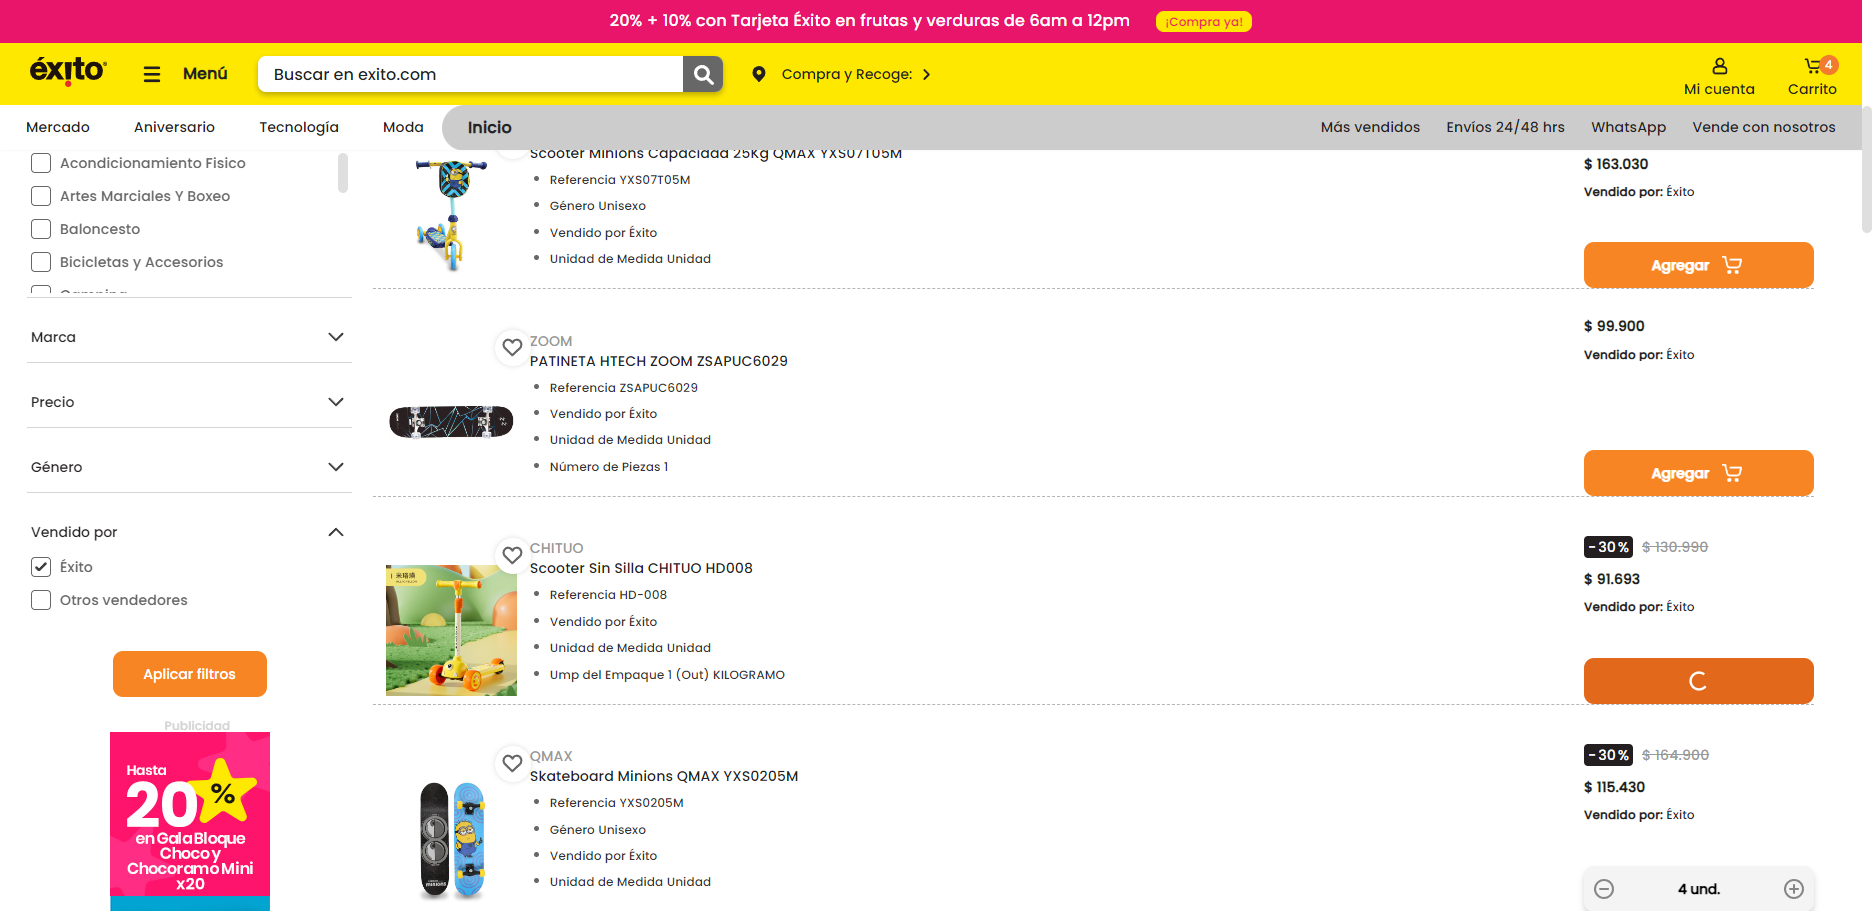 20% + 10% con Tarjeta Éxito en frutas y verduras de 6am a 12pm
¡Compra ya!
éxito
Menú
Buscar en exito.com
Compra y Recoge:
Mi cuenta
4
Carrito
Mercado
Aniversario
Tecnología
Moda
Inicio
Más vendidos
Envíos 24/48 hrs
WhatsApp
Vende con nosotros
Acondicionamiento Fisico
Artes Marciales Y Boxeo
Baloncesto
Bicicletas y Accesorios
Marca
Precio
Género
Vendido por
Éxito
Otros vendedores
Aplicar filtros
Publicidad
Hasta
20%
en Gala Bloque
Choco y
Chocoramo Mini
x20
Scooter Minions Capacidad 25Kg QMAX YXS07T05M
Referencia YXS07T05M
Género Unisexo
Vendido por Éxito
Unidad de Medida Unidad
$ 163.030
Vendido por: Éxito
Agregar
ZOOM
PATINETA HTECH ZOOM ZSAPUC6029
Referencia ZSAPUC6029
Vendido por Éxito
Unidad de Medida Unidad
Número de Piezas 1
$ 99.900
Vendido por: Éxito
Agregar
CHITUO
Scooter Sin Silla CHITUO HD008
Referencia HD-008
Vendido por Éxito
Unidad de Medida Unidad
Ump del Empaque 1 (Out) KILOGRAMO
-30% $ 130.990
$ 91.693
Vendido por: Éxito
QMAX
Skateboard Minions QMAX YXS0205M
Referencia YXS0205M
Género Unisexo
Vendido por Éxito
Unidad de Medida Unidad
-30% $ 164.900
$ 115.430
Vendido por: Éxito
4 und.